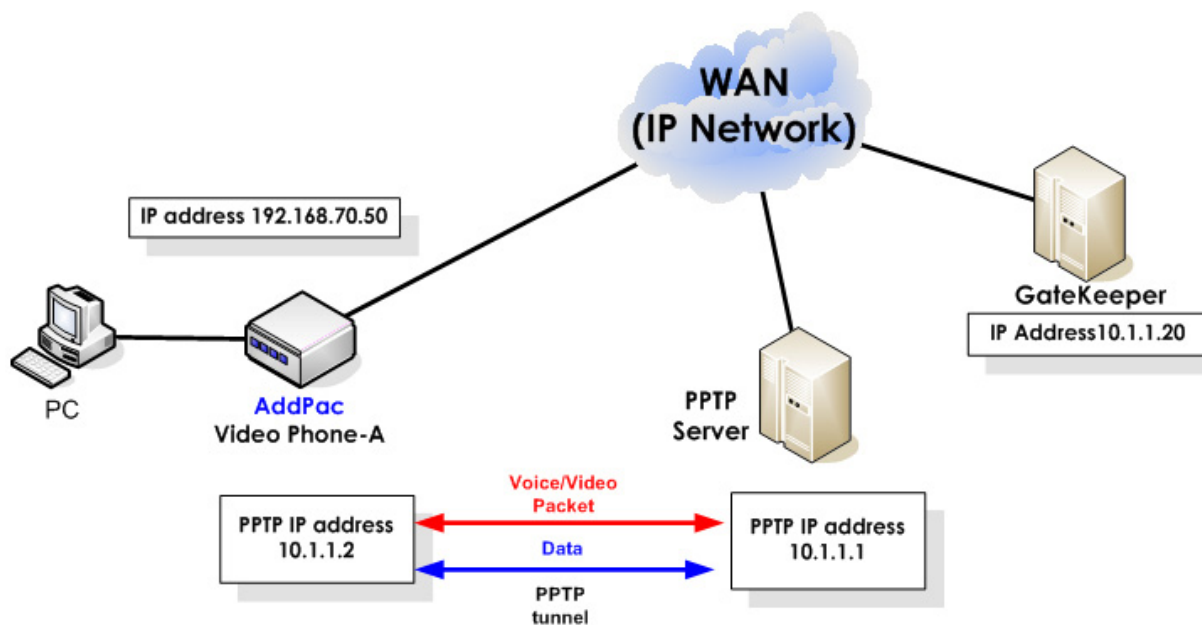 WAN
(IP Network)
IP address 192.168.70.50
GateKeeper
IP Address10.1.1.20
PC
AddPac
Video Phone-A
PPTP
Server
PPTP IP address
10.1.1.2
Voice/Video
Packet
Data
PPTP
tunnel
PPTP IP address
10.1.1.1